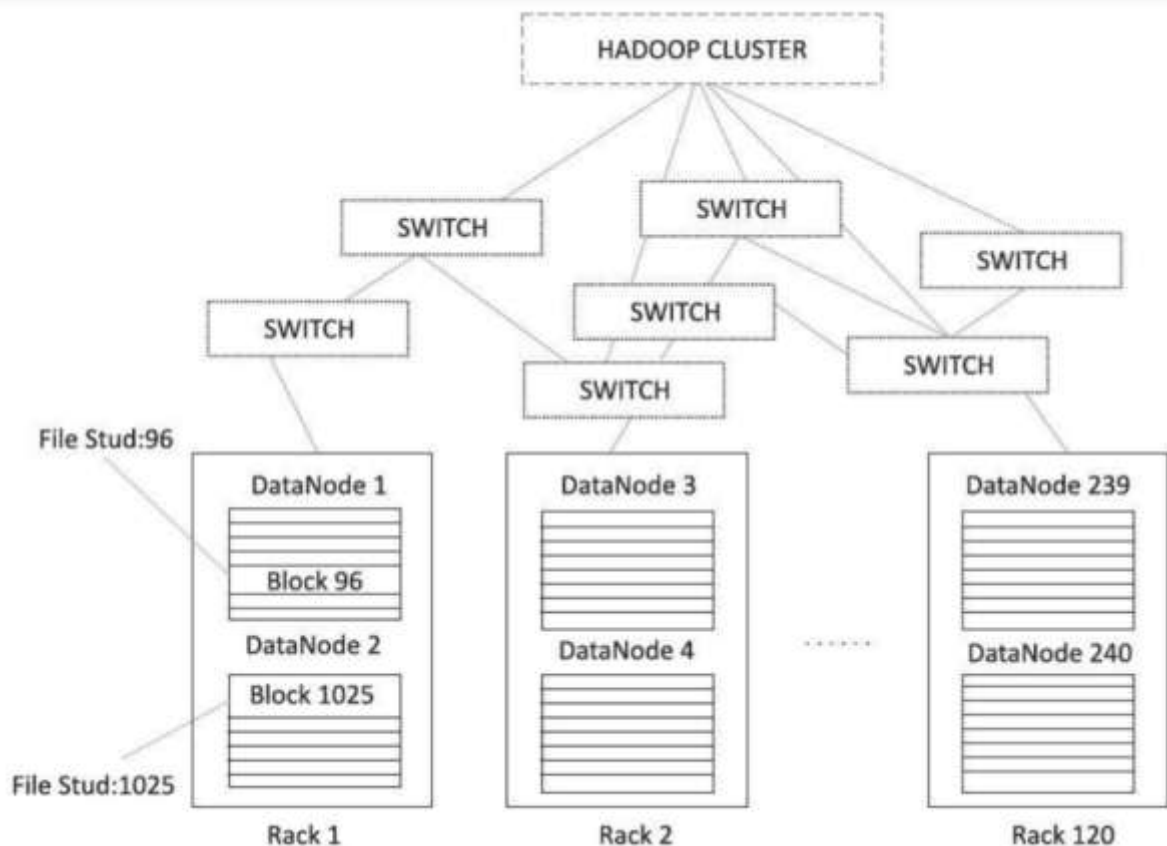 HADOOP CLUSTER
SWITCH
SWITCH
SWITCH
SWITCH
SWITCH
SWITCH
SWITCH
File Stud:96
DataNode 1
DataNode 3
DataNode 239
Block 96
DataNode 2
DataNode 4
......
DataNode 240
Block 1025
File Stud:1025
Rack 1
Rack 2
Rack 120